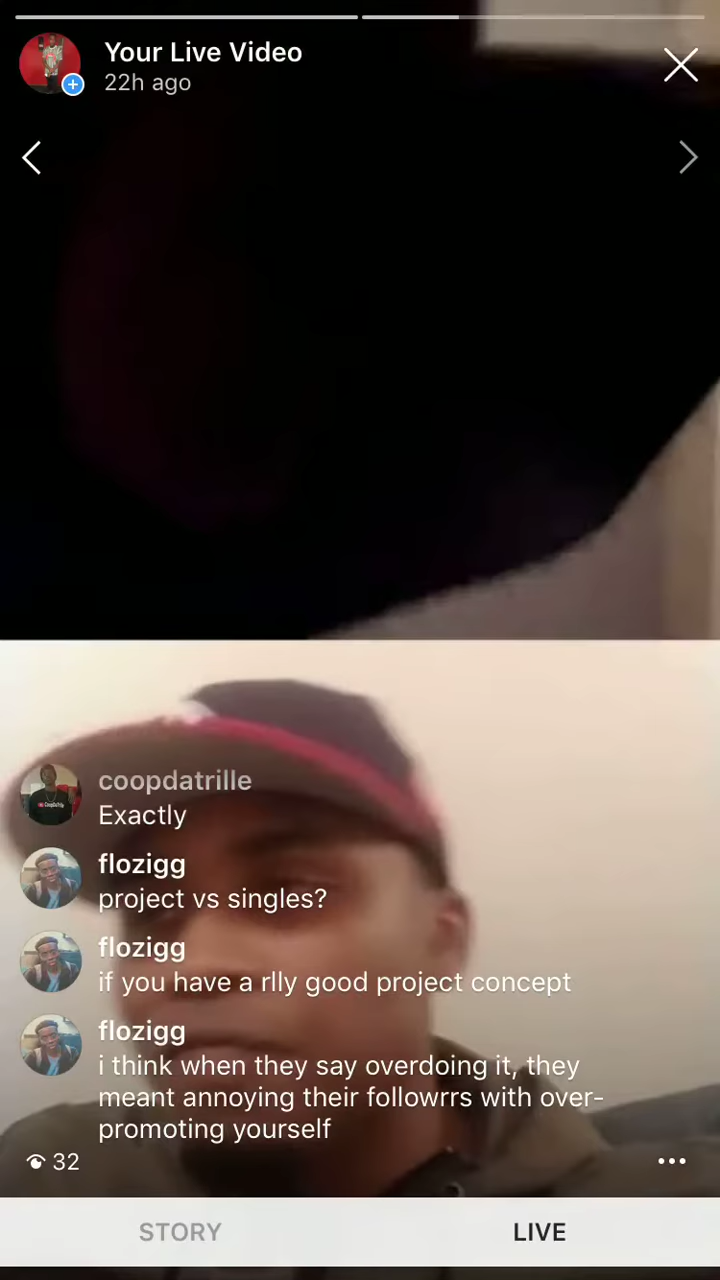 Your Live Video
22h ago
coopdatrille
Exactly
flozigg
project vs singles?
flozigg
if you have a rlly good project concept
flozigg
i think when they say overdoing it, they
meant annoying their followrrs with over-
promoting yourself
32
STORY
LIVE